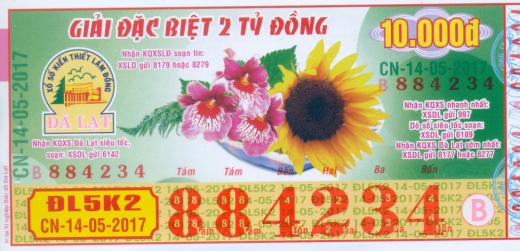 GIẢI ĐẶC BIỆT 2 TỶ ĐỒNG
10.000đ
XỔ SỐ KIẾN THIẾT LÂM ĐỒNG
ĐÀ LẠT
Nhận KQXSLĐ soạn tin:
XSLD gửi 8179 hoặc 8279
CN-14-05-2017
B 884234
CN-14-05-2017
Nhận KQXS nhanh nhất:
XSDL gửi 997
Dò số siêu tốc soạn:
XSDL gửi 6189
Nhận KQXS Đà Lạt sớm nhất:
XSDL gửi 8177 hoặc 8277
Nhận KQXS Đà Lạt siêu tốc,
soạn: XSDL gửi 6142
B 884234
Tám Tám Bốn Hai Ba Bốn
ĐL5K2
CN-14-05-2017
884234
B